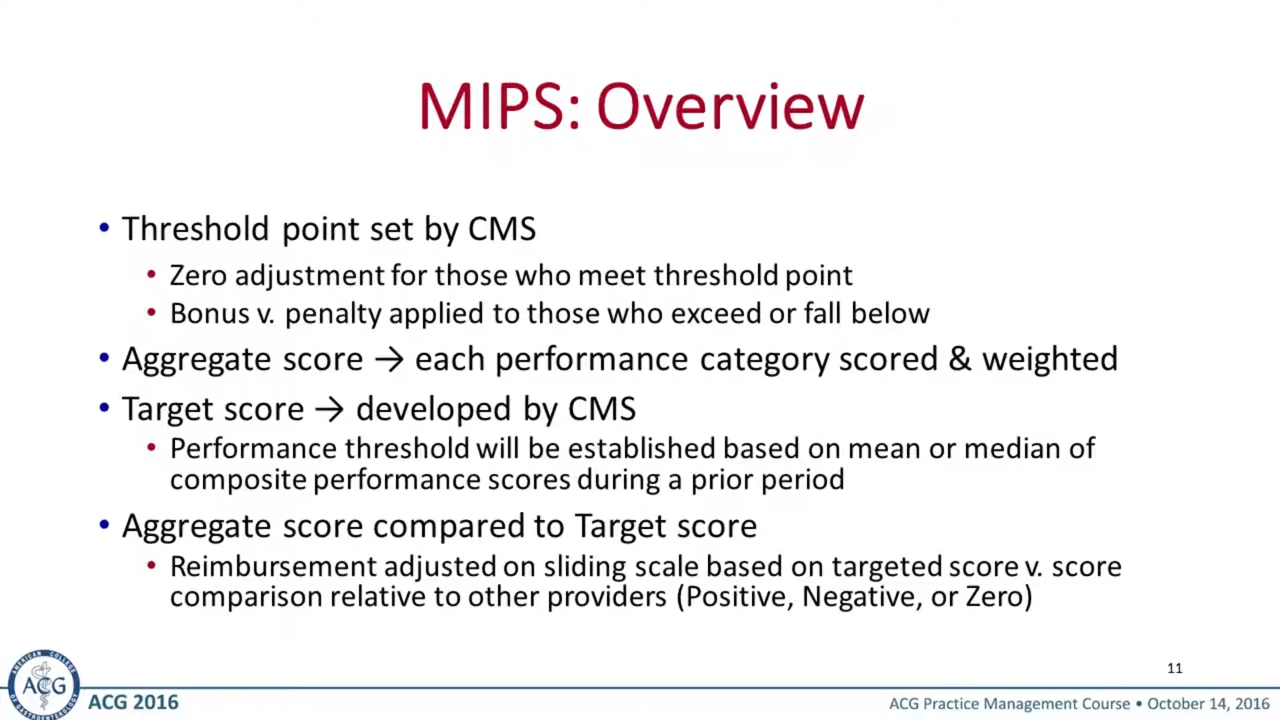 MIPS: Overview
• Threshold point set by CMS
• Zero adjustment for those who meet threshold point
• Bonus v. penalty applied to those who exceed or fall below
• Aggregate score → each performance category scored & weighted
• Target score → developed by CMS
• Performance threshold will be established based on mean or median of
composite performance scores during a prior period
• Aggregate score compared to Target score
• Reimbursement adjusted on sliding scale based on targeted score v. score
comparison relative to other providers (Positive, Negative, or Zero)
11
AMERICAN COLLEGE
ACG
OF GASTROENTEROLOGY
ACG 2016
ACG Practice Management Course • October 14, 2016